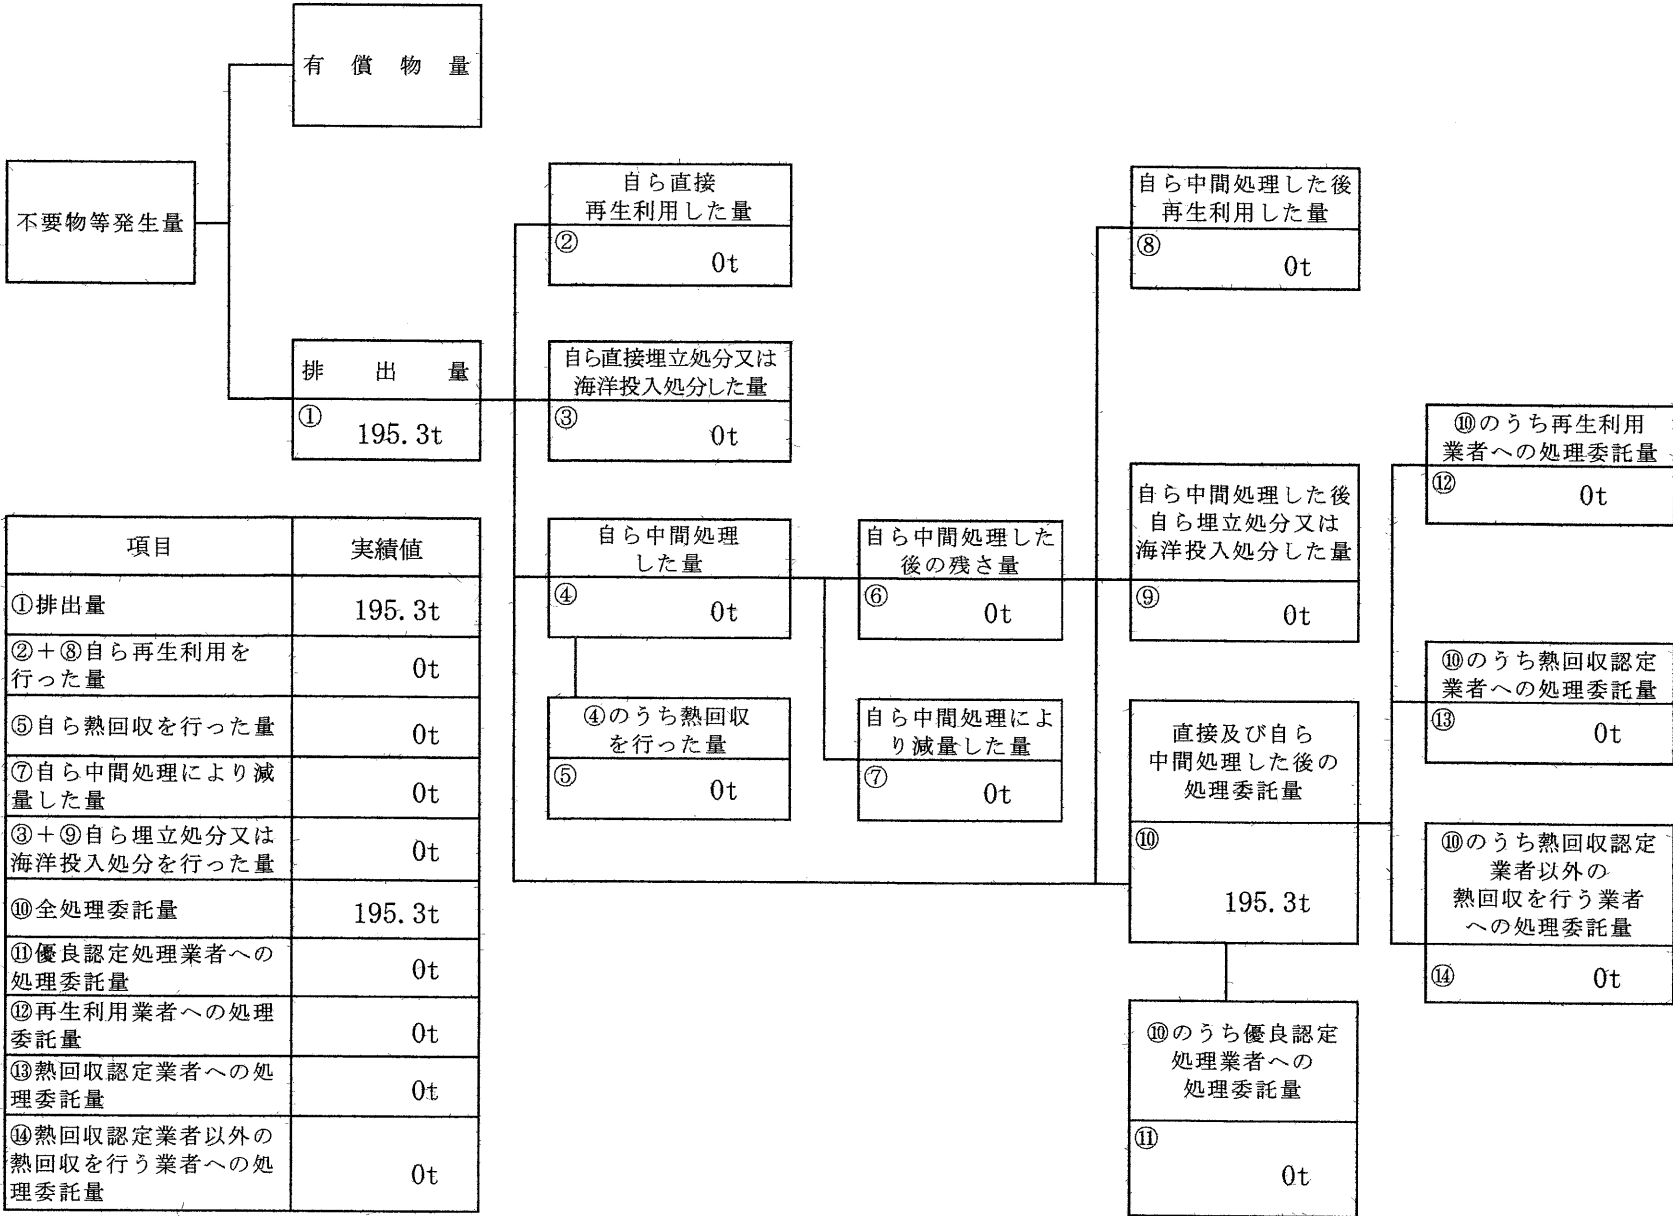 有償物量
不要物等発生量
排出量
① 195.3t
自ら直接
再生利用した量
② 0t
自ら直接埋立処分又は
海洋投入処分した量
③ 0t
自ら中間処理
した量
④ 0t
④のうち熱回収
を行った量
⑤ 0t
自ら中間処理した
後の残さ量
⑥ 0t
自ら中間処理によ
り減量した量
⑦ 0t
自ら中間処理した後
再生利用した量
⑧ 0t
自ら中間処理した後
自ら埋立処分又は
海洋投入処分した量
⑨ 0t
直接及び自ら
中間処理した後の
処理委託量
⑩
195.3t
⑩のうち優良認定
処理業者への
処理委託量
⑪
0t
⑩のうち再生利用
業者への処理委託量
⑫ 0t
⑩のうち熱回収認定
業者への処理委託量
⑬ 0t
⑩のうち熱回収認定
業者以外の
熱回収を行う業者
への処理委託量
⑭ 0t
項目 実績値
①排出量 195.3t
②+⑧自ら再生利用を
行った量 0t
⑤自ら熱回収を行った量 0t
⑦自ら中間処理により減
量した量 0t
③+⑨自ら埋立処分又は
海洋投入処分を行った量 0t
⑩全処理委託量 195.3t
⑪優良認定処理業者への
処理委託量 0t
⑫再生利用業者への処理
委託量 0t
⑬熱回収認定業者への処
理委託量 0t
⑭熱回収認定業者以外の
熱回収を行う業者への処
理委託量 0t